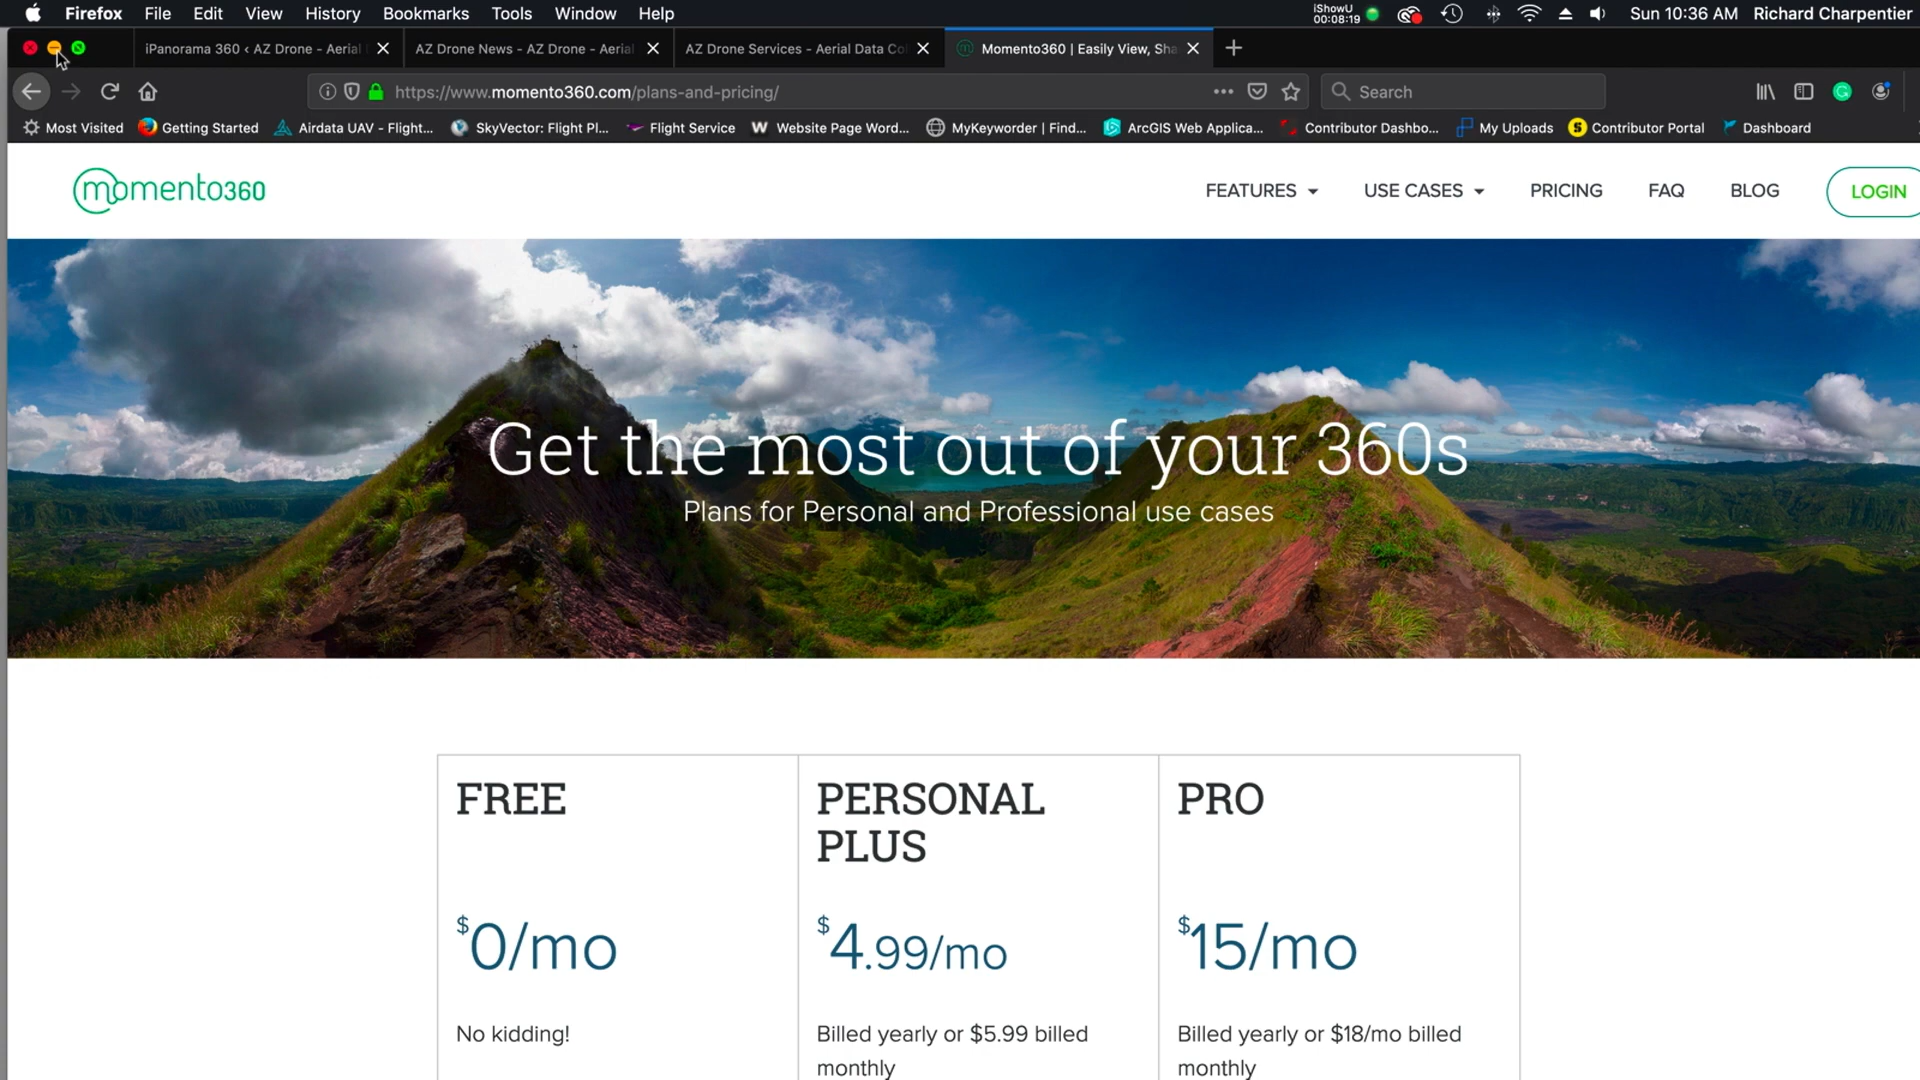 Firefox File Edit View History Bookmarks Tools Window Help
iShowU
00:08:19
Sun 10:36 AM Richard Charpentier
iPanorama 360 ‹ AZ Drone - Aerial
AZ Drone News - AZ Drone - Aerial
AZ Drone Services - Aerial Data Co
Momento360 | Easily View, Sha
https://www.momento360.com/plans-and-pricing/
Search
Most Visited Getting Started Airdata UAV - Flight... SkyVector: Flight Pl... Flight Service Website Page Word... MyKeyworder | Find... ArcGIS Web Applica... Contributor Dashbo... My Uploads Contributor Portal Dashboard
momento360
FEATURES USE CASES PRICING FAQ BLOG LOGIN
Get the most out of your 360s
Plans for Personal and Professional use cases
FREE
$0/mo
No kidding!
PERSONAL
PLUS
$4.99/mo
Billed yearly or $5.99 billed
monthly
PRO
$15/mo
Billed yearly or $18/mo billed
monthly